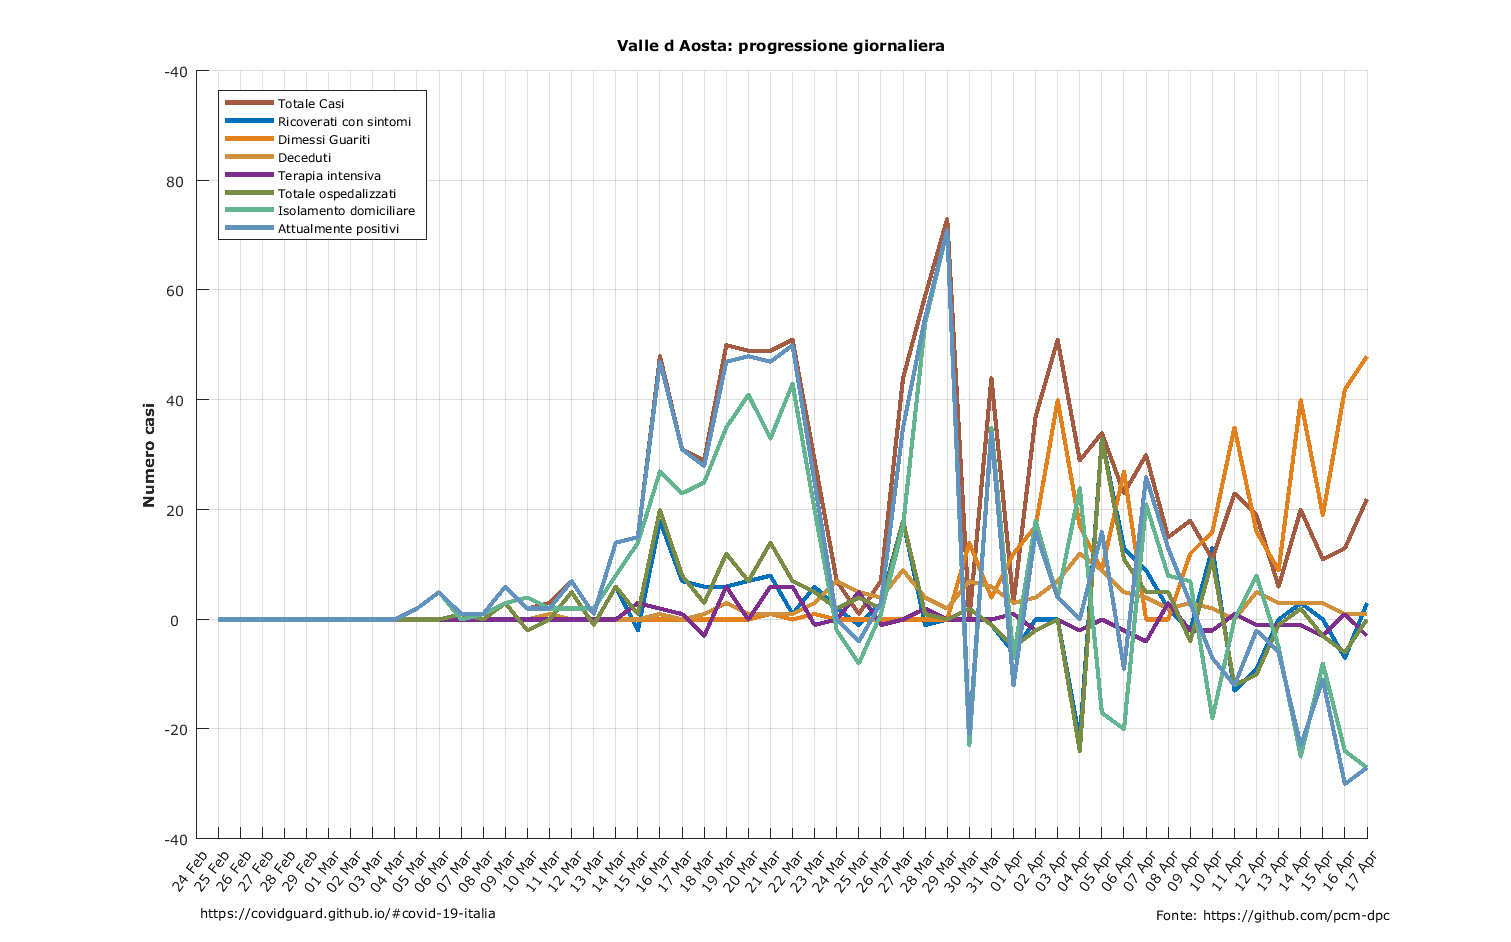 Valle d Aosta: progressione giornaliera
-40
80
60
40
20
0
-20
-40
Numero casi
Totale Casi
Ricoverati con sintomi
Dimessi Guariti
Deceduti
Terapia intensiva
Totale ospedalizzati
Isolamento domiciliare
Attualmente positivi
24 Feb
25 Feb
26 Feb
27 Feb
28 Feb
29 Feb
01 Mar
02 Mar
03 Mar
04 Mar
05 Mar
06 Mar
07 Mar
08 Mar
09 Mar
10 Mar
11 Mar
12 Mar
13 Mar
14 Mar
15 Mar
16 Mar
17 Mar
18 Mar
19 Mar
20 Mar
21 Mar
22 Mar
23 Mar
24 Mar
25 Mar
26 Mar
27 Mar
28 Mar
29 Mar
30 Mar
31 Mar
01 Apr
02 Apr
03 Apr
04 Apr
05 Apr
06 Apr
07 Apr
08 Apr
09 Apr
10 Apr
11 Apr
12 Apr
13 Apr
14 Apr
15 Apr
16 Apr
17 Apr
https://covidguard.github.io/#covid-19-italia
Fonte: https://github.com/pcm-dpc